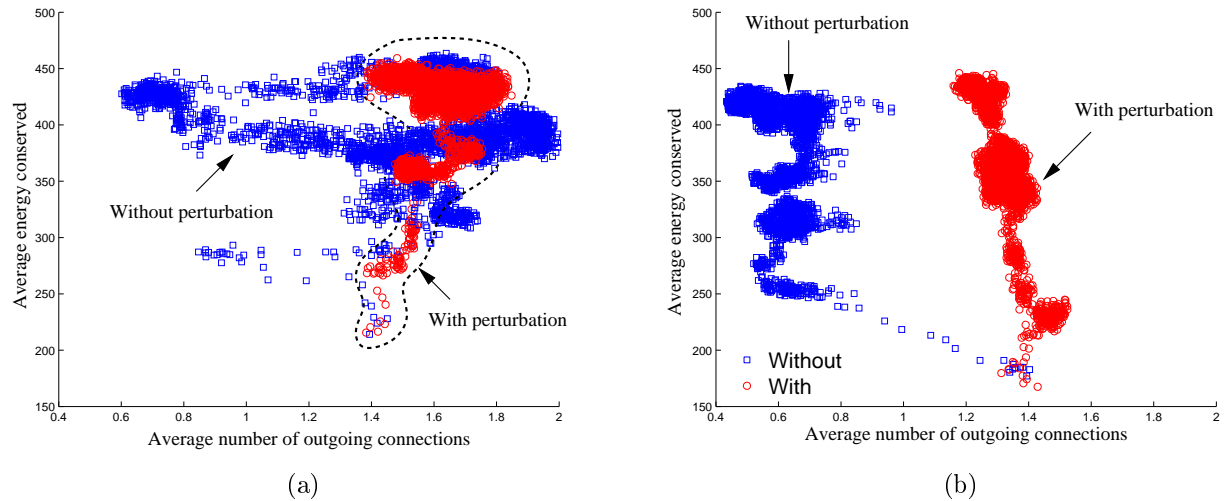 500
450
400
350
300
250
200
150
0.4
0.6
0.8
1
1.2
1.4
1.6
1.8
2
Average energy conserved
Average number of outgoing connections
Without perturbation
With perturbation
(a)
500
450
400
350
300
250
200
150
0.4
0.6
0.8
1
1.2
1.4
1.6
1.8
2
Average energy conserved
Average number of outgoing connections
Without perturbation
With perturbation
Without
With
(b)